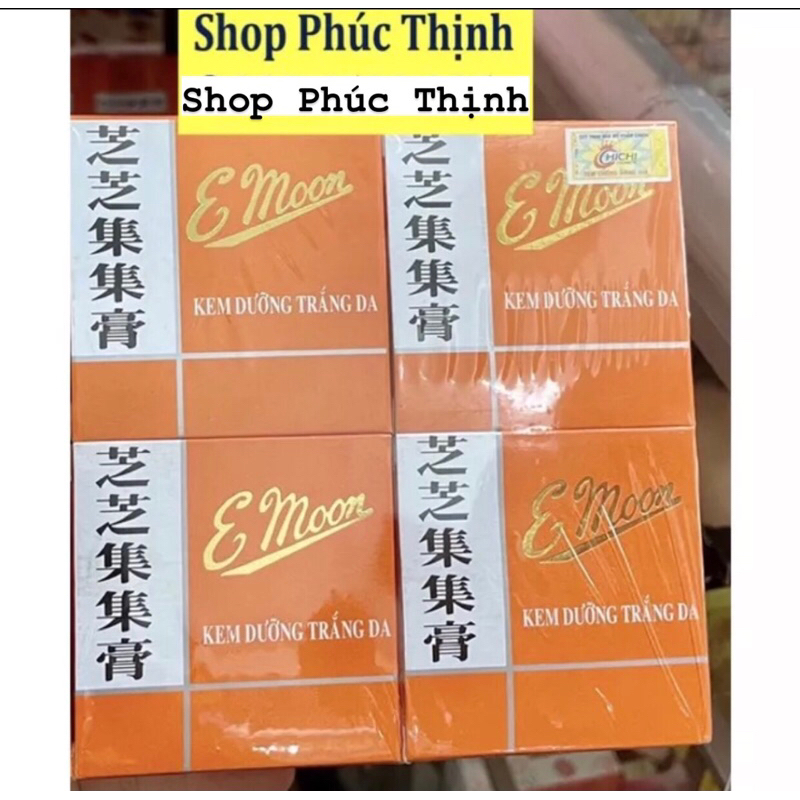 Shop Phúc Thịnh
Shop Phúc Thịnh
芝芝集集膏
E Moon
KEM DƯỠNG TRẮNG DA
芝芝集集膏
E Moon
CHICHI
KEM DƯỠNG TRẮNG DA
芝芝集集膏
E Moon
KEM DƯỠNG TRẮNG DA
芝芝集集膏
E Moon
KEM DƯỠNG TRẮNG DA